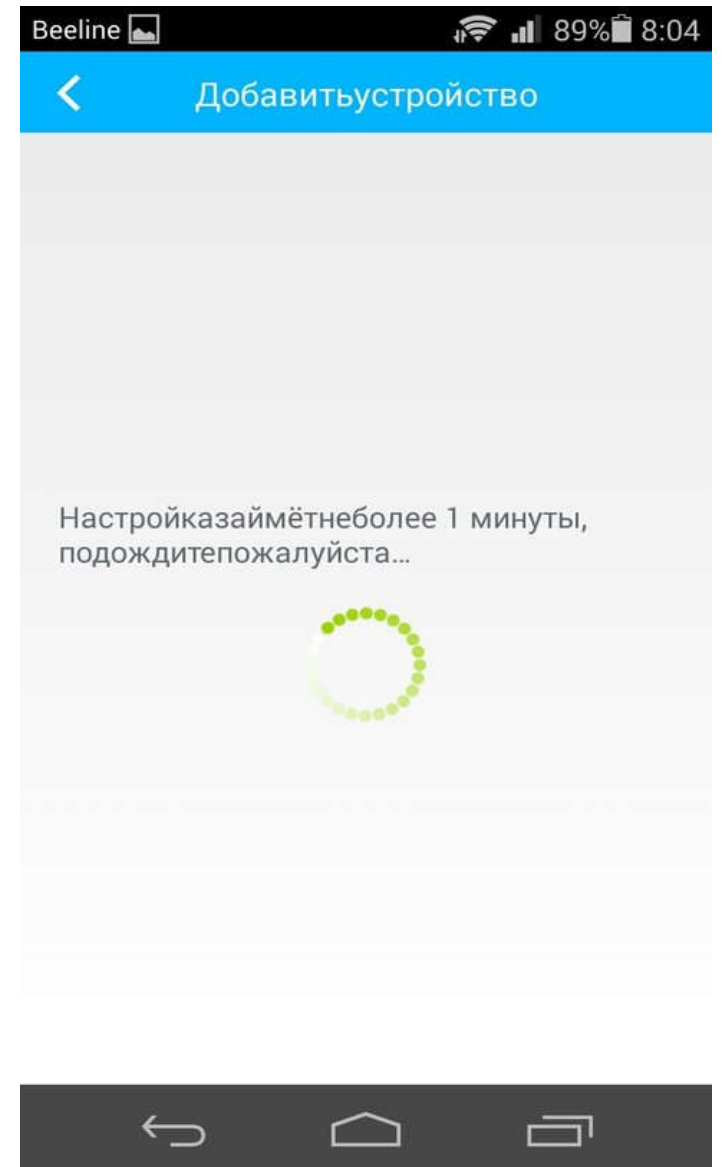 Beeline 89% 8:04
Добавитьустройство
Настройказаймётнеболее 1 минуты,
подождитепожалуйста...